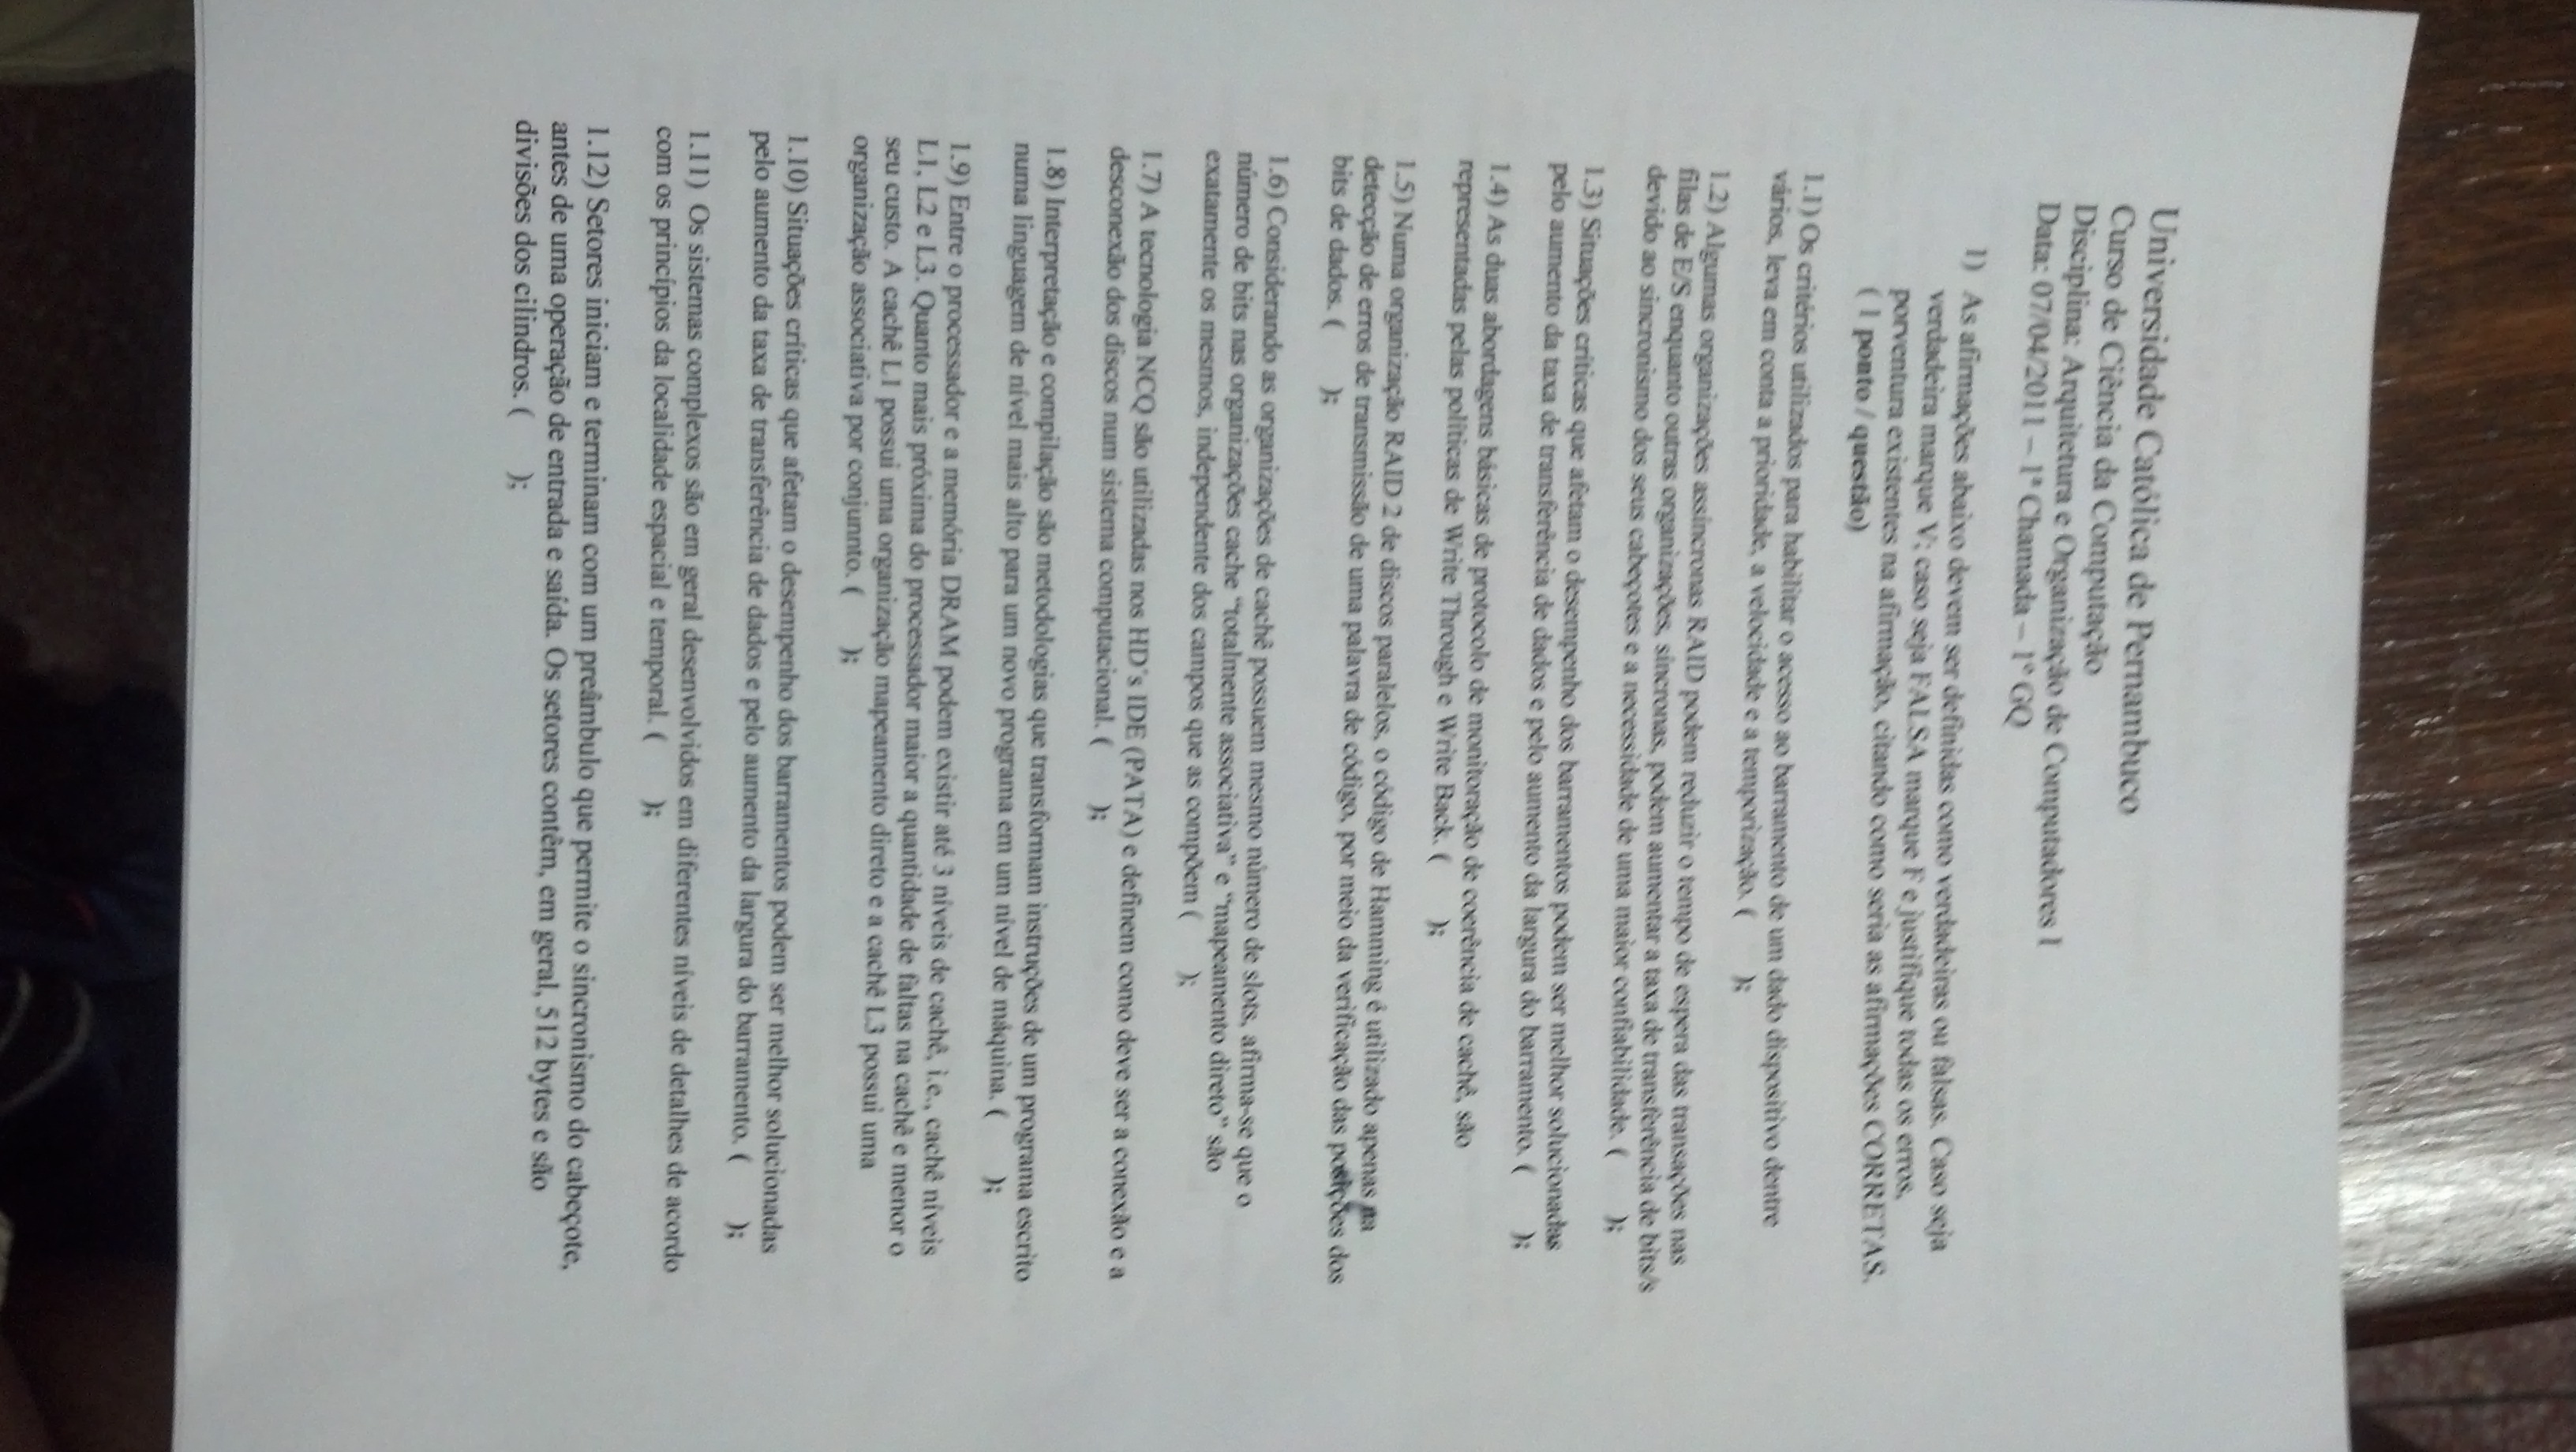 Universidade Católica de Pernambuco
Curso de Ciência da Computação
Disciplina: Arquitetura e Organização de Computadores I
Data: 07/04/2011 – 1ª Chamada – 1º GQ
1) As afirmações abaixo devem ser definidas como verdadeiras ou falsas. Caso seja
verdadeira marque V; caso seja FALSA marque F e justifique todas os erros,
porventura existentes na afirmação, citando como seria as afirmações CORRETAS.
( 1 ponto / questão)
1.1) Os critérios utilizados para habilitar o acesso ao barramento de um dado dispositivo dentre
vários, leva em conta a prioridade, a velocidade e a temporização. ( );
1.2) Algumas organizações assíncronas RAID podem reduzir o tempo de espera das transações nas
filas de E/S enquanto outras organizações, síncronas, podem aumentar a taxa de transferência de bits/s
devido ao sincronismo dos seus cabeçotes e a necessidade de uma maior confiabilidade. ( );
1.3) Situações críticas que afetam o desempenho dos barramentos podem ser melhor solucionadas
pelo aumento da taxa de transferência de dados e pelo aumento da largura do barramento. ( );
1.4) As duas abordagens básicas de protocolo de monitoração de coerência de cachê, são
representadas pelas políticas de Write Through e Write Back. ( );
1.5) Numa organização RAID 2 de discos paralelos, o código de Hamming é utilizado apenas na
detecção de erros de transmissão de uma palavra de código, por meio da verificação das posições dos
bits de dados. ( );
1.6) Considerando as organizações de cachê possuem mesmo número de slots, afirma-se que o
número de bits nas organizações cache "totalmente associativa" e "mapeamento direto" são
exatamente os mesmos, independente dos campos que as compõem ( );
1.7) A tecnologia NCQ são utilizadas nos HD's IDE (PATA) e definem como deve ser a conexão e a
desconexão dos discos num sistema computacional. ( );
1.8) Interpretação e compilação são metodologias que transformam instruções de um programa escrito
numa linguagem de nível mais alto para um novo programa em um nível de máquina. ( );
1.9) Entre o processador e a memória DRAM podem existir até 3 níveis de cachê, i.e., cachê níveis
L1, L2 e L3. Quanto mais próxima do processador maior a quantidade de faltas na cachê e menor o
seu custo. A cachê L1 possui uma organização mapeamento direto e a cachê L3 possui uma
organização associativa por conjunto. ( );
1.10) Situações críticas que afetam o desempenho dos barramentos podem ser melhor solucionadas
pelo aumento da taxa de transferência de dados e pelo aumento da largura do barramento. ( );
1.11) Os sistemas complexos são em geral desenvolvidos em diferentes níveis de detalhes de acordo
com os princípios da localidade espacial e temporal. ( );
1.12) Setores iniciam e terminam com um preâmbulo que permite o sincronismo do cabeçote,
antes de uma operação de entrada e saída. Os setores contêm, em geral, 512 bytes e são
divisões dos cilindros. ( );